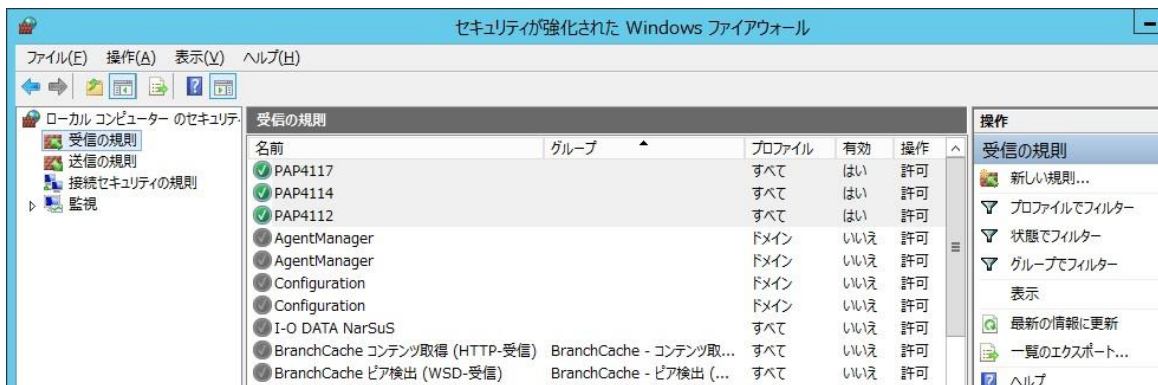 セキュリティが強化された Windows ファイアウォール
ファイル(F) 操作(A) 表示(V) ヘルプ(H)
ローカル コンピューター のセキュリテ
受信の規則
送信の規則
接続セキュリティの規則
監視
受信の規則
名前 グループ プロファイル 有効 操作
PAP4117 すべて はい 許可
PAP4114 すべて はい 許可
PAP4112 すべて はい 許可
AgentManager ドメイン いいえ 許可
AgentManager ドメイン いいえ 許可
Configuration ドメイン いいえ 許可
Configuration ドメイン いいえ 許可
I-O DATA NarSuS すべて いいえ 許可
BranchCache コンテンツ取得 (HTTP-受信) BranchCache - コンテンツ取... すべて いいえ 許可
BranchCache ピア検出 (WSD-受信) BranchCache - ピア検出 (... すべて いいえ 許可
操作
受信の規則
新しい規則...
プロファイルでフィルター
状態でフィルター
グループでフィルター
表示
最新の情報に更新
一覧のエクスポート...
ヘルプ